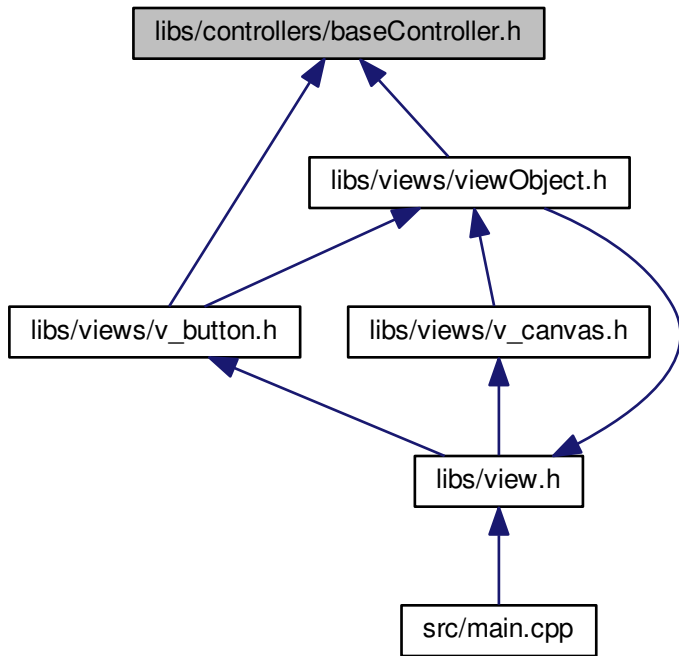 libs/controllers/baseController.h
libs/views/viewObject.h
libs/views/v_button.h
libs/views/v_canvas.h
libs/view.h
src/main.cpp